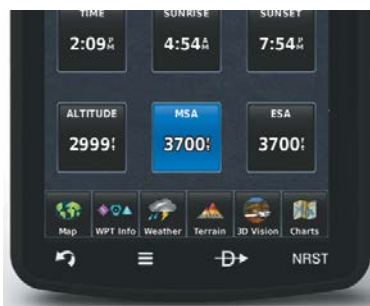 TIME SUNRISE SUNSET
2:09PM 4:54AM 7:54PM
ALTITUDE MSA ESA
2999FT 3700FT 3700FT
Map WPT Info Weather Terrain 3D Vision Charts
NRST